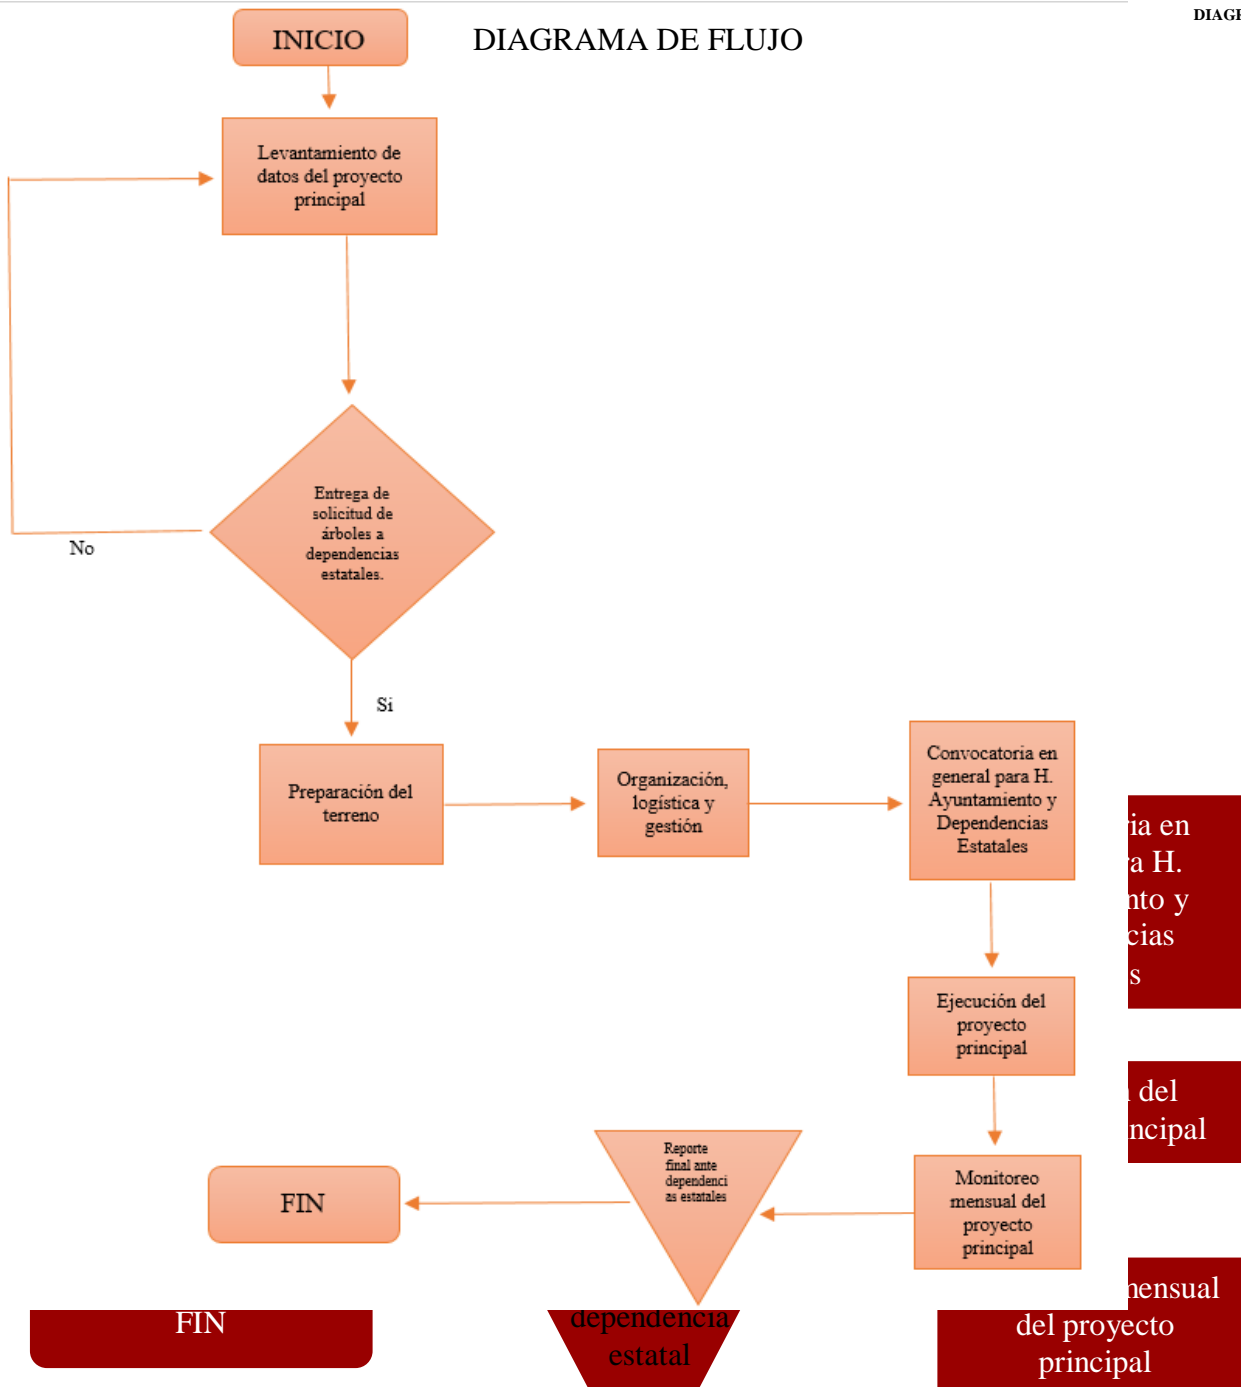 INICIO
DIAGRAMA DE FLUJO
Levantamiento de
datos del proyecto
principal
Entrega de
solicitud de
árboles a
dependencias
estatales.
No
Si
Preparación del
terreno
Organización,
logística y
gestión
Convocatoria en
general para H.
Ayuntamiento y
Dependencias
Estatales
ria en
ra H.
nto y
cias
s
Ejecución del
proyecto
principal
del
ncipal
Reporte
final ante
dependenci
as estatales
FIN
Monitoreo
mensual del
proyecto
principal
mensual
del proyecto
principal
FIN
dependencia
estatal